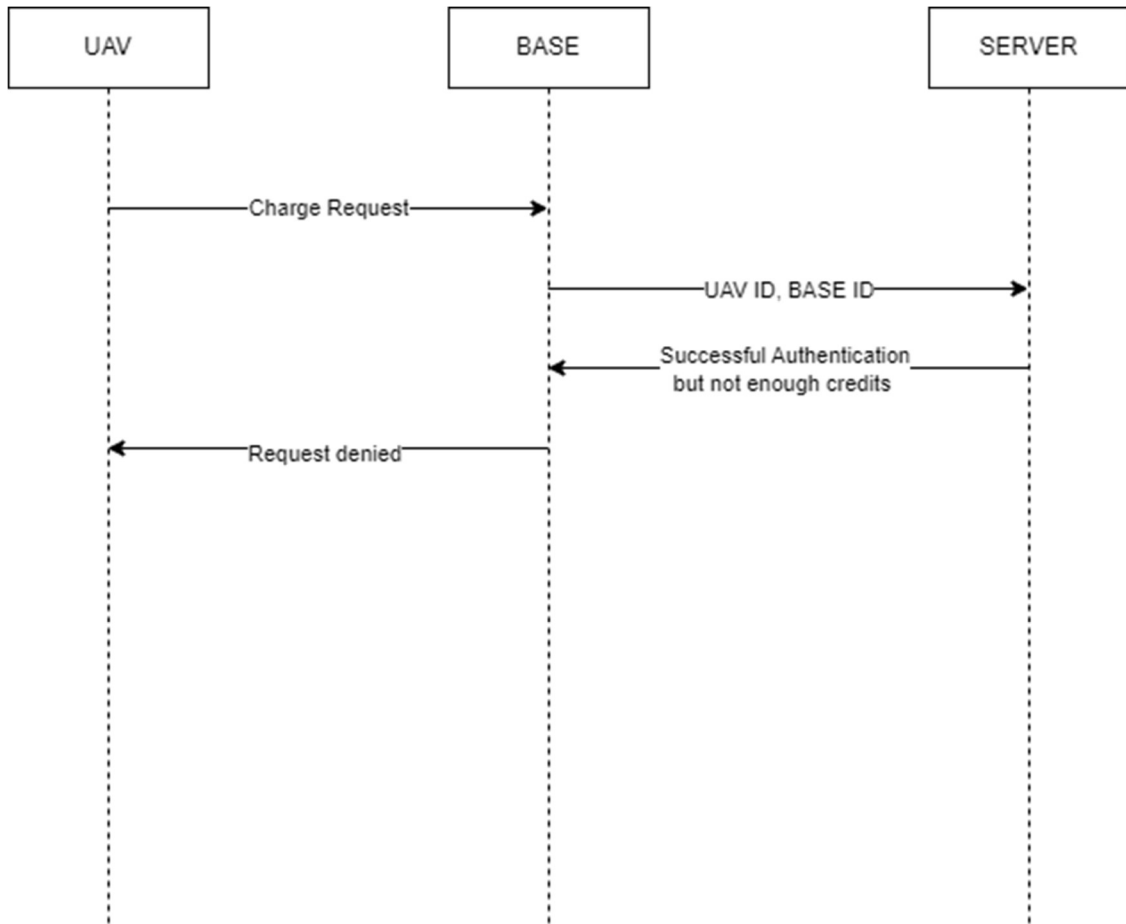 UAV
BASE
SERVER
Charge Request
UAV ID, BASE ID
Successful Authentication
but not enough credits
Request denied